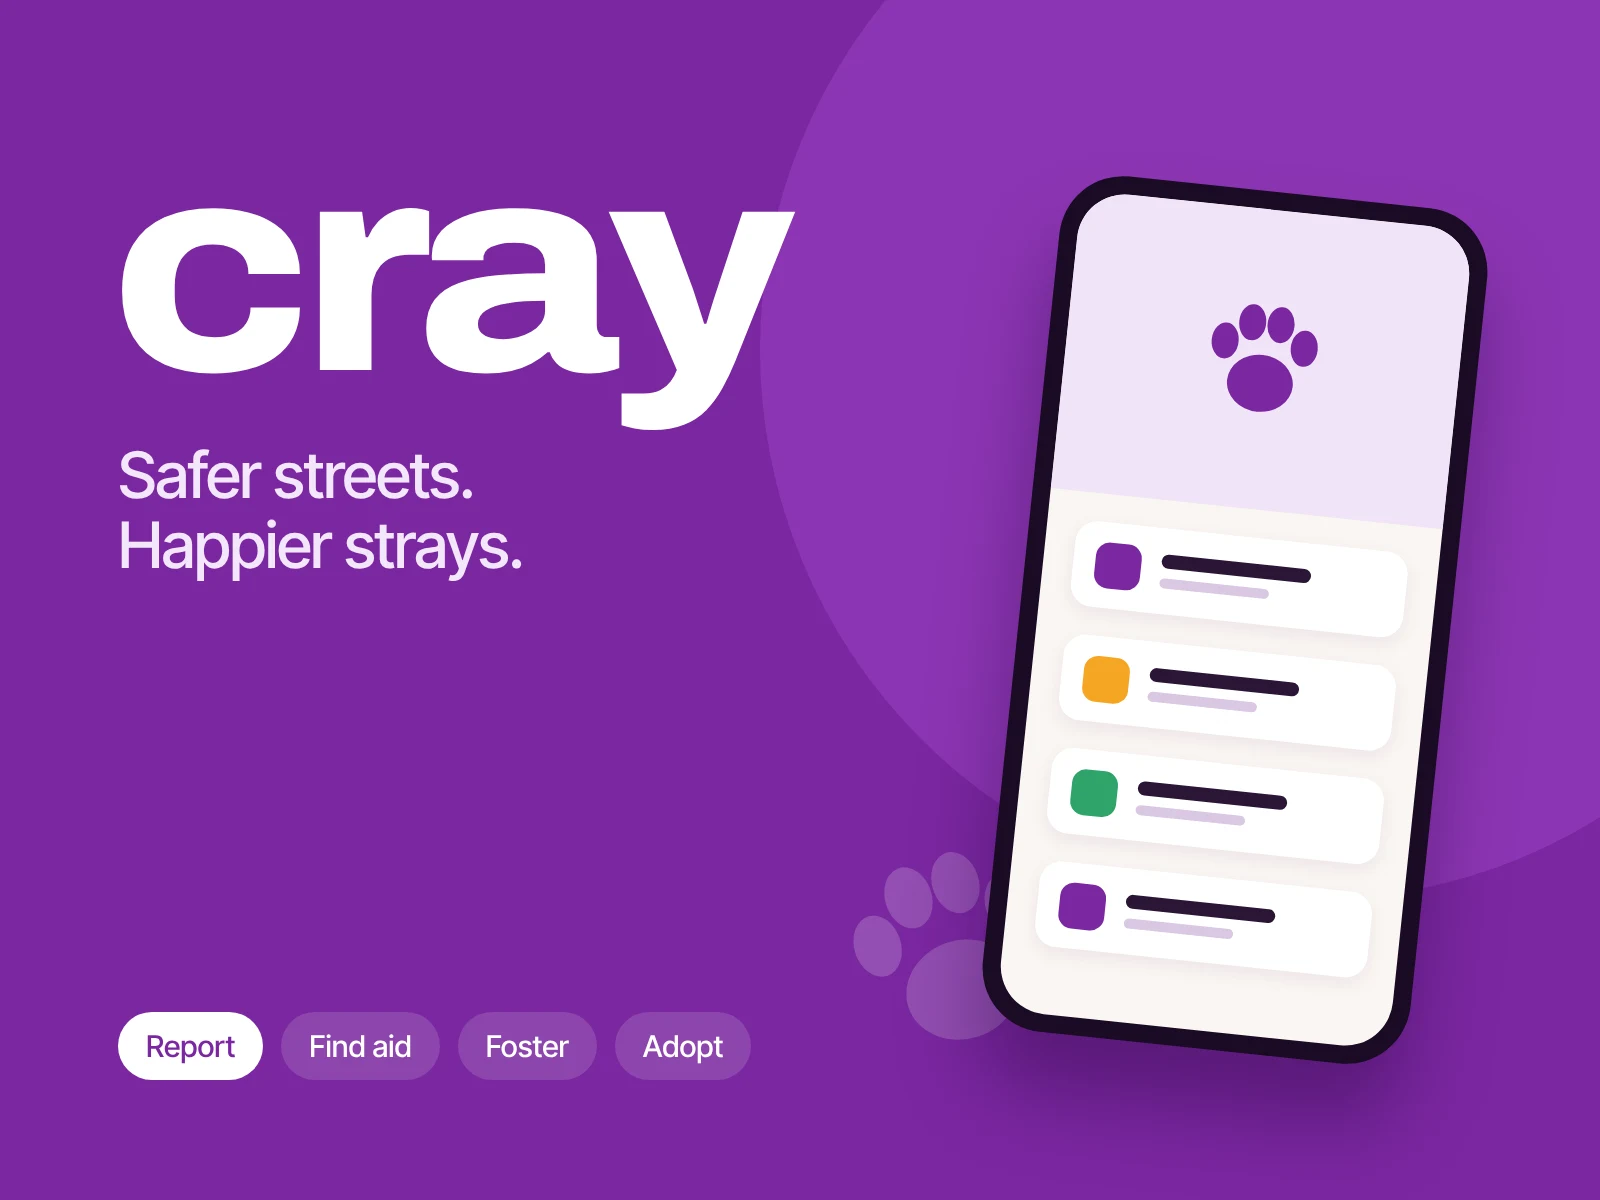 cray
Safer streets.
Happier strays.
Report
Find aid
Foster
Adopt